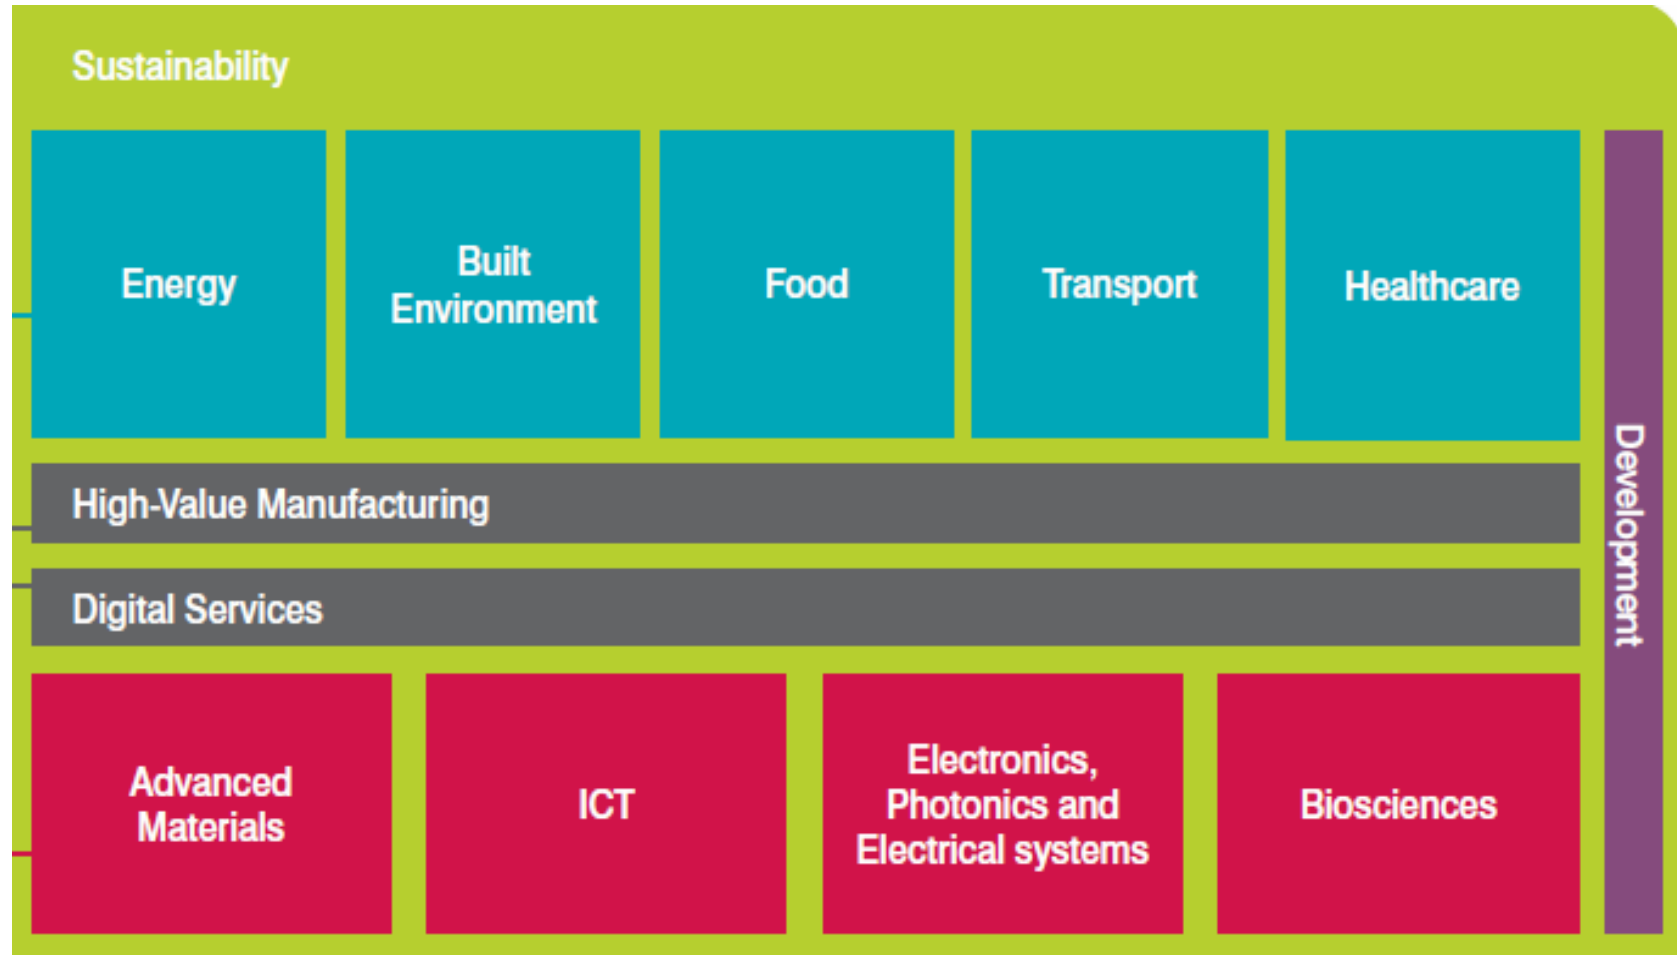 Sustainability
Energy
Built
Environment
Food
Transport
Healthcare
High-Value Manufacturing
Digital Services
Development
Advanced
Materials
ICT
Electronics,
Photonics and
Electrical systems
Biosciences